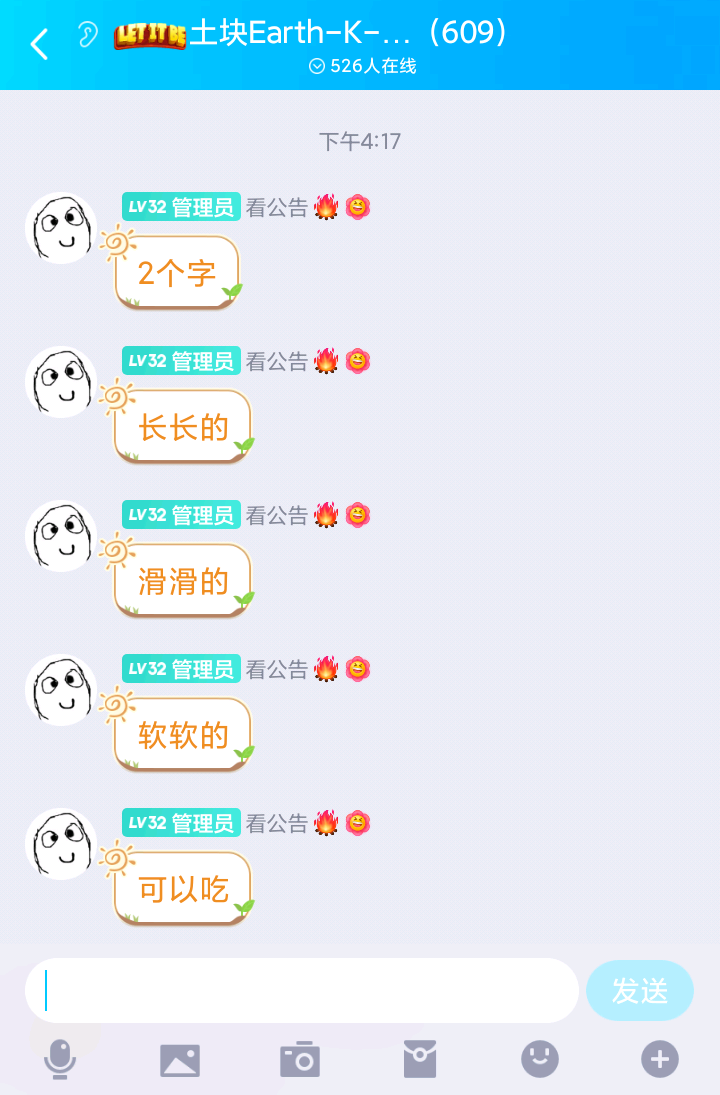 LET IT BE土块Earth-K-...（609）
526人在线
下午4:17
LV32 管理员 看公告
2个字
LV32 管理员 看公告
长长的
LV32 管理员 看公告
滑滑的
LV32 管理员 看公告
软软的
LV32 管理员 看公告
可以吃
发送